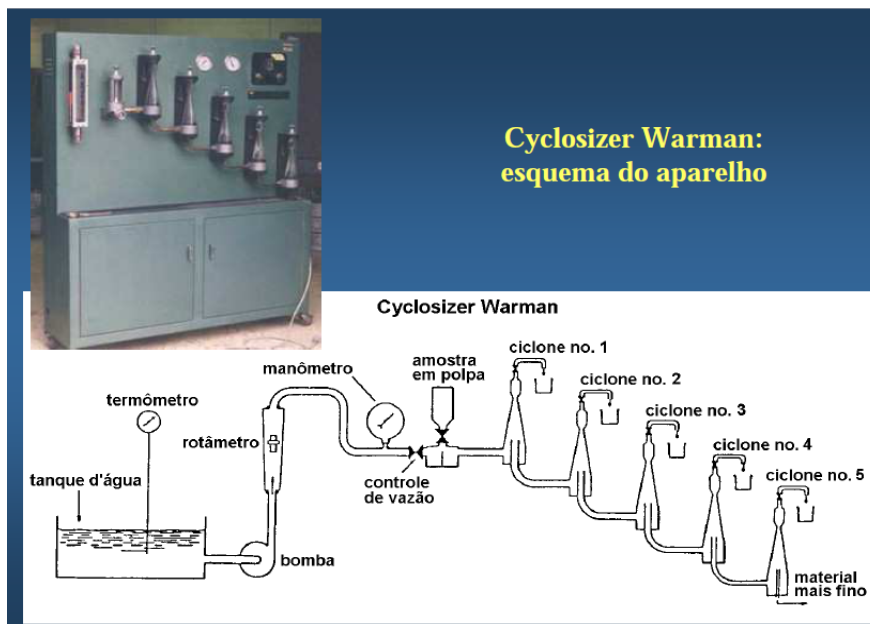 Cyclosizer Warman:
esquema do aparelho
Cyclosizer Warman
ciclone no. 1
amostra
em polpa
manômetro
ciclone no. 2
termômetro
ciclone no. 3
rotâmetro
ciclone no. 4
controle
de vazão
tanque d'água
ciclone no. 5
bomba
material
mais fino